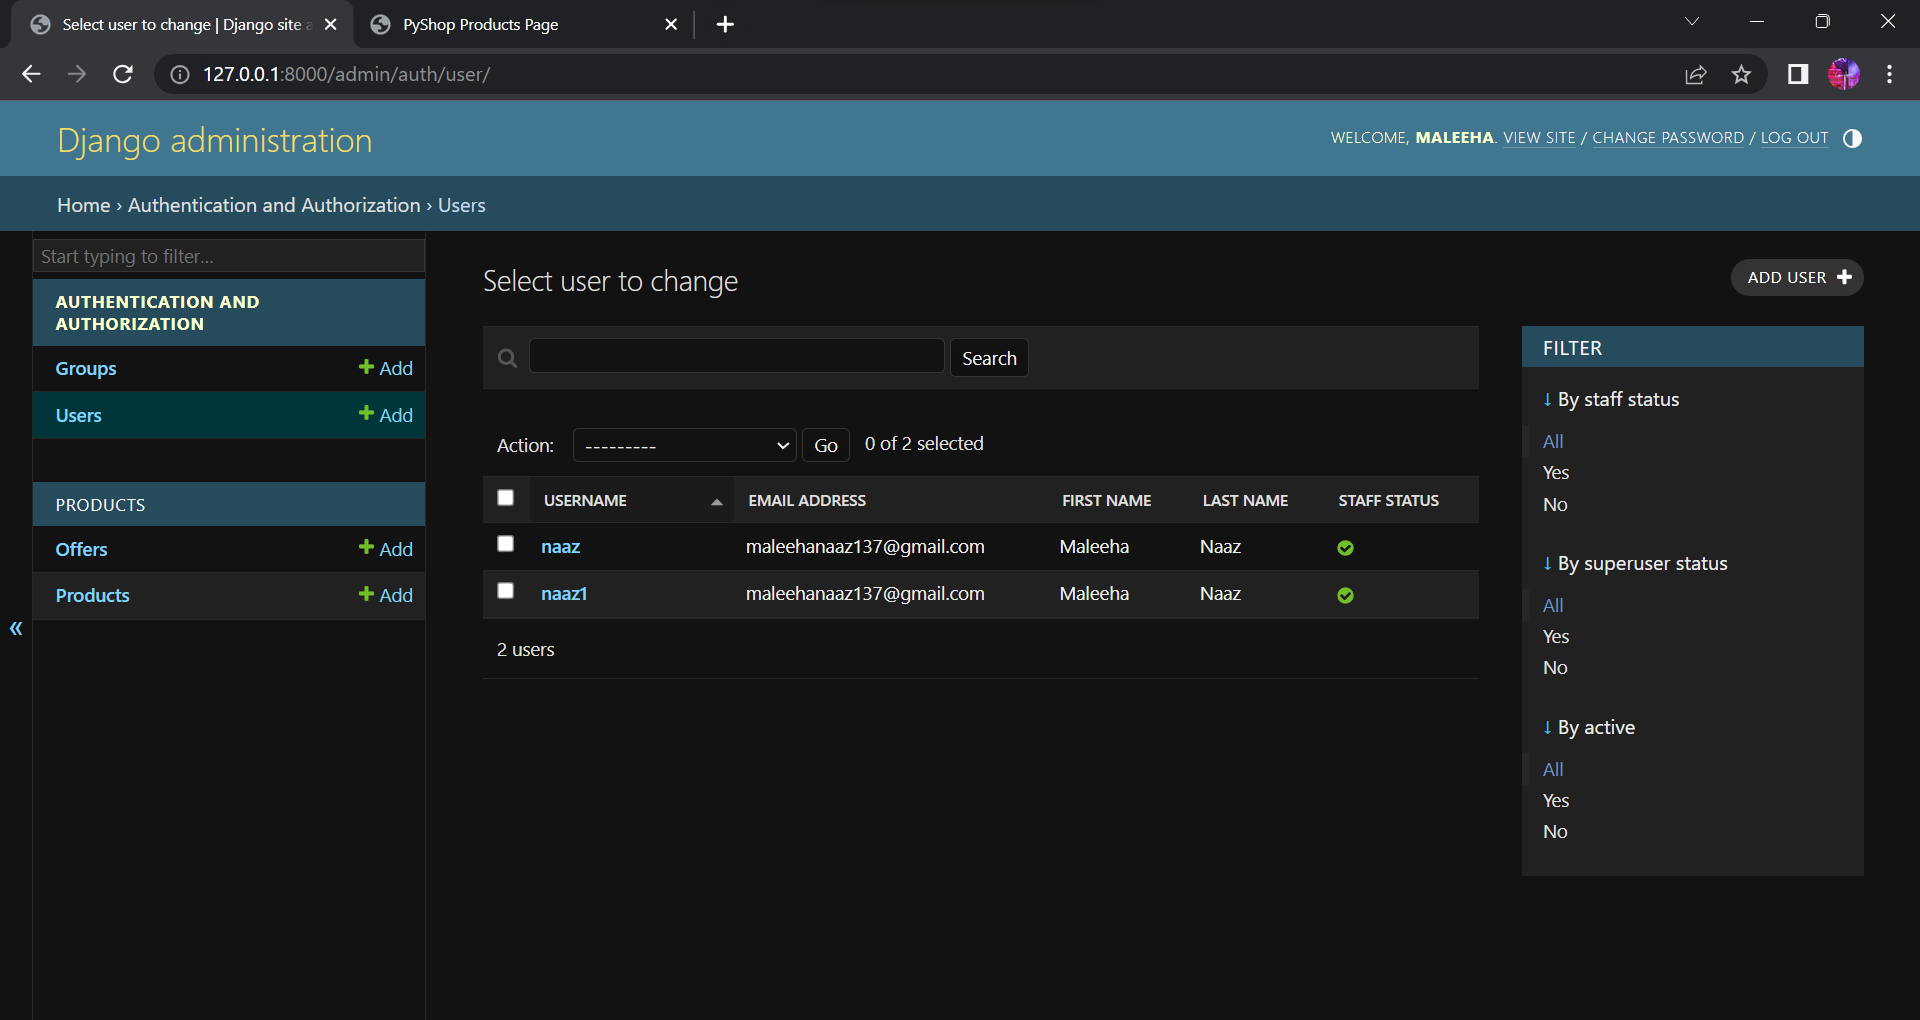 Select user to change | Django site
PyShop Products Page
127.0.0.1:8000/admin/auth/user/
Django administration
WELCOME, MALEEHA. VIEW SITE / CHANGE PASSWORD / LOG OUT
Home › Authentication and Authorization › Users
Start typing to filter...
AUTHENTICATION AND
AUTHORIZATION
Groups Add
Users Add
PRODUCTS
Offers Add
Products Add
«
Select user to change
ADD USER
Search
Action: --------- Go 0 of 2 selected
USERNAME EMAIL ADDRESS FIRST NAME LAST NAME STAFF STATUS
naaz maleehanaaz137@gmail.com Maleeha Naaz
naaz1 maleehanaaz137@gmail.com Maleeha Naaz
2 users
FILTER
↓ By staff status
All
Yes
No
↓ By superuser status
All
Yes
No
↓ By active
All
Yes
No